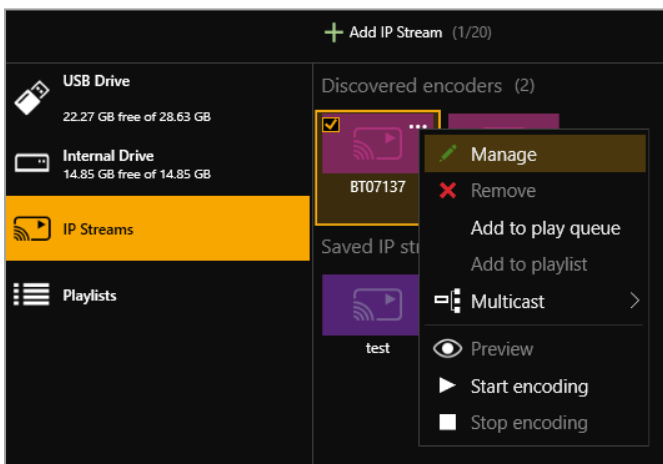 Add IP Stream (1/20)
USB Drive
22.27 GB free of 28.63 GB
Internal Drive
14.85 GB free of 14.85 GB
IP Streams
Playlists
Discovered encoders (2)
BT07137
Saved IP str
test
Manage
Remove
Add to play queue
Add to playlist
Multicast
Preview
Start encoding
Stop encoding